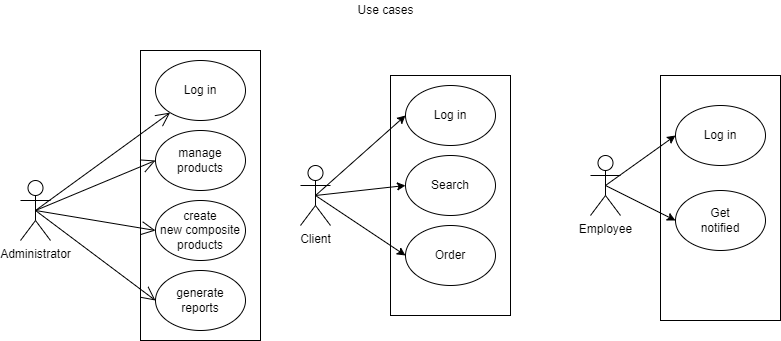 Use cases
Log in
manage
products
create
new composite
products
generate
reports
Administrator
Log in
Search
Order
Client
Log in
Get
notified
Employee